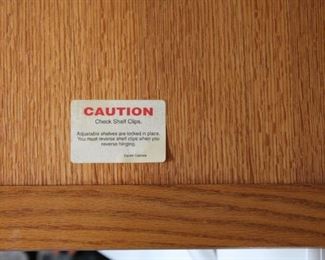 CAUTION
Check Shelf Clips.
Adjustable shelves are locked in place.
You must reverse shelf clips when you
reverse hinging.